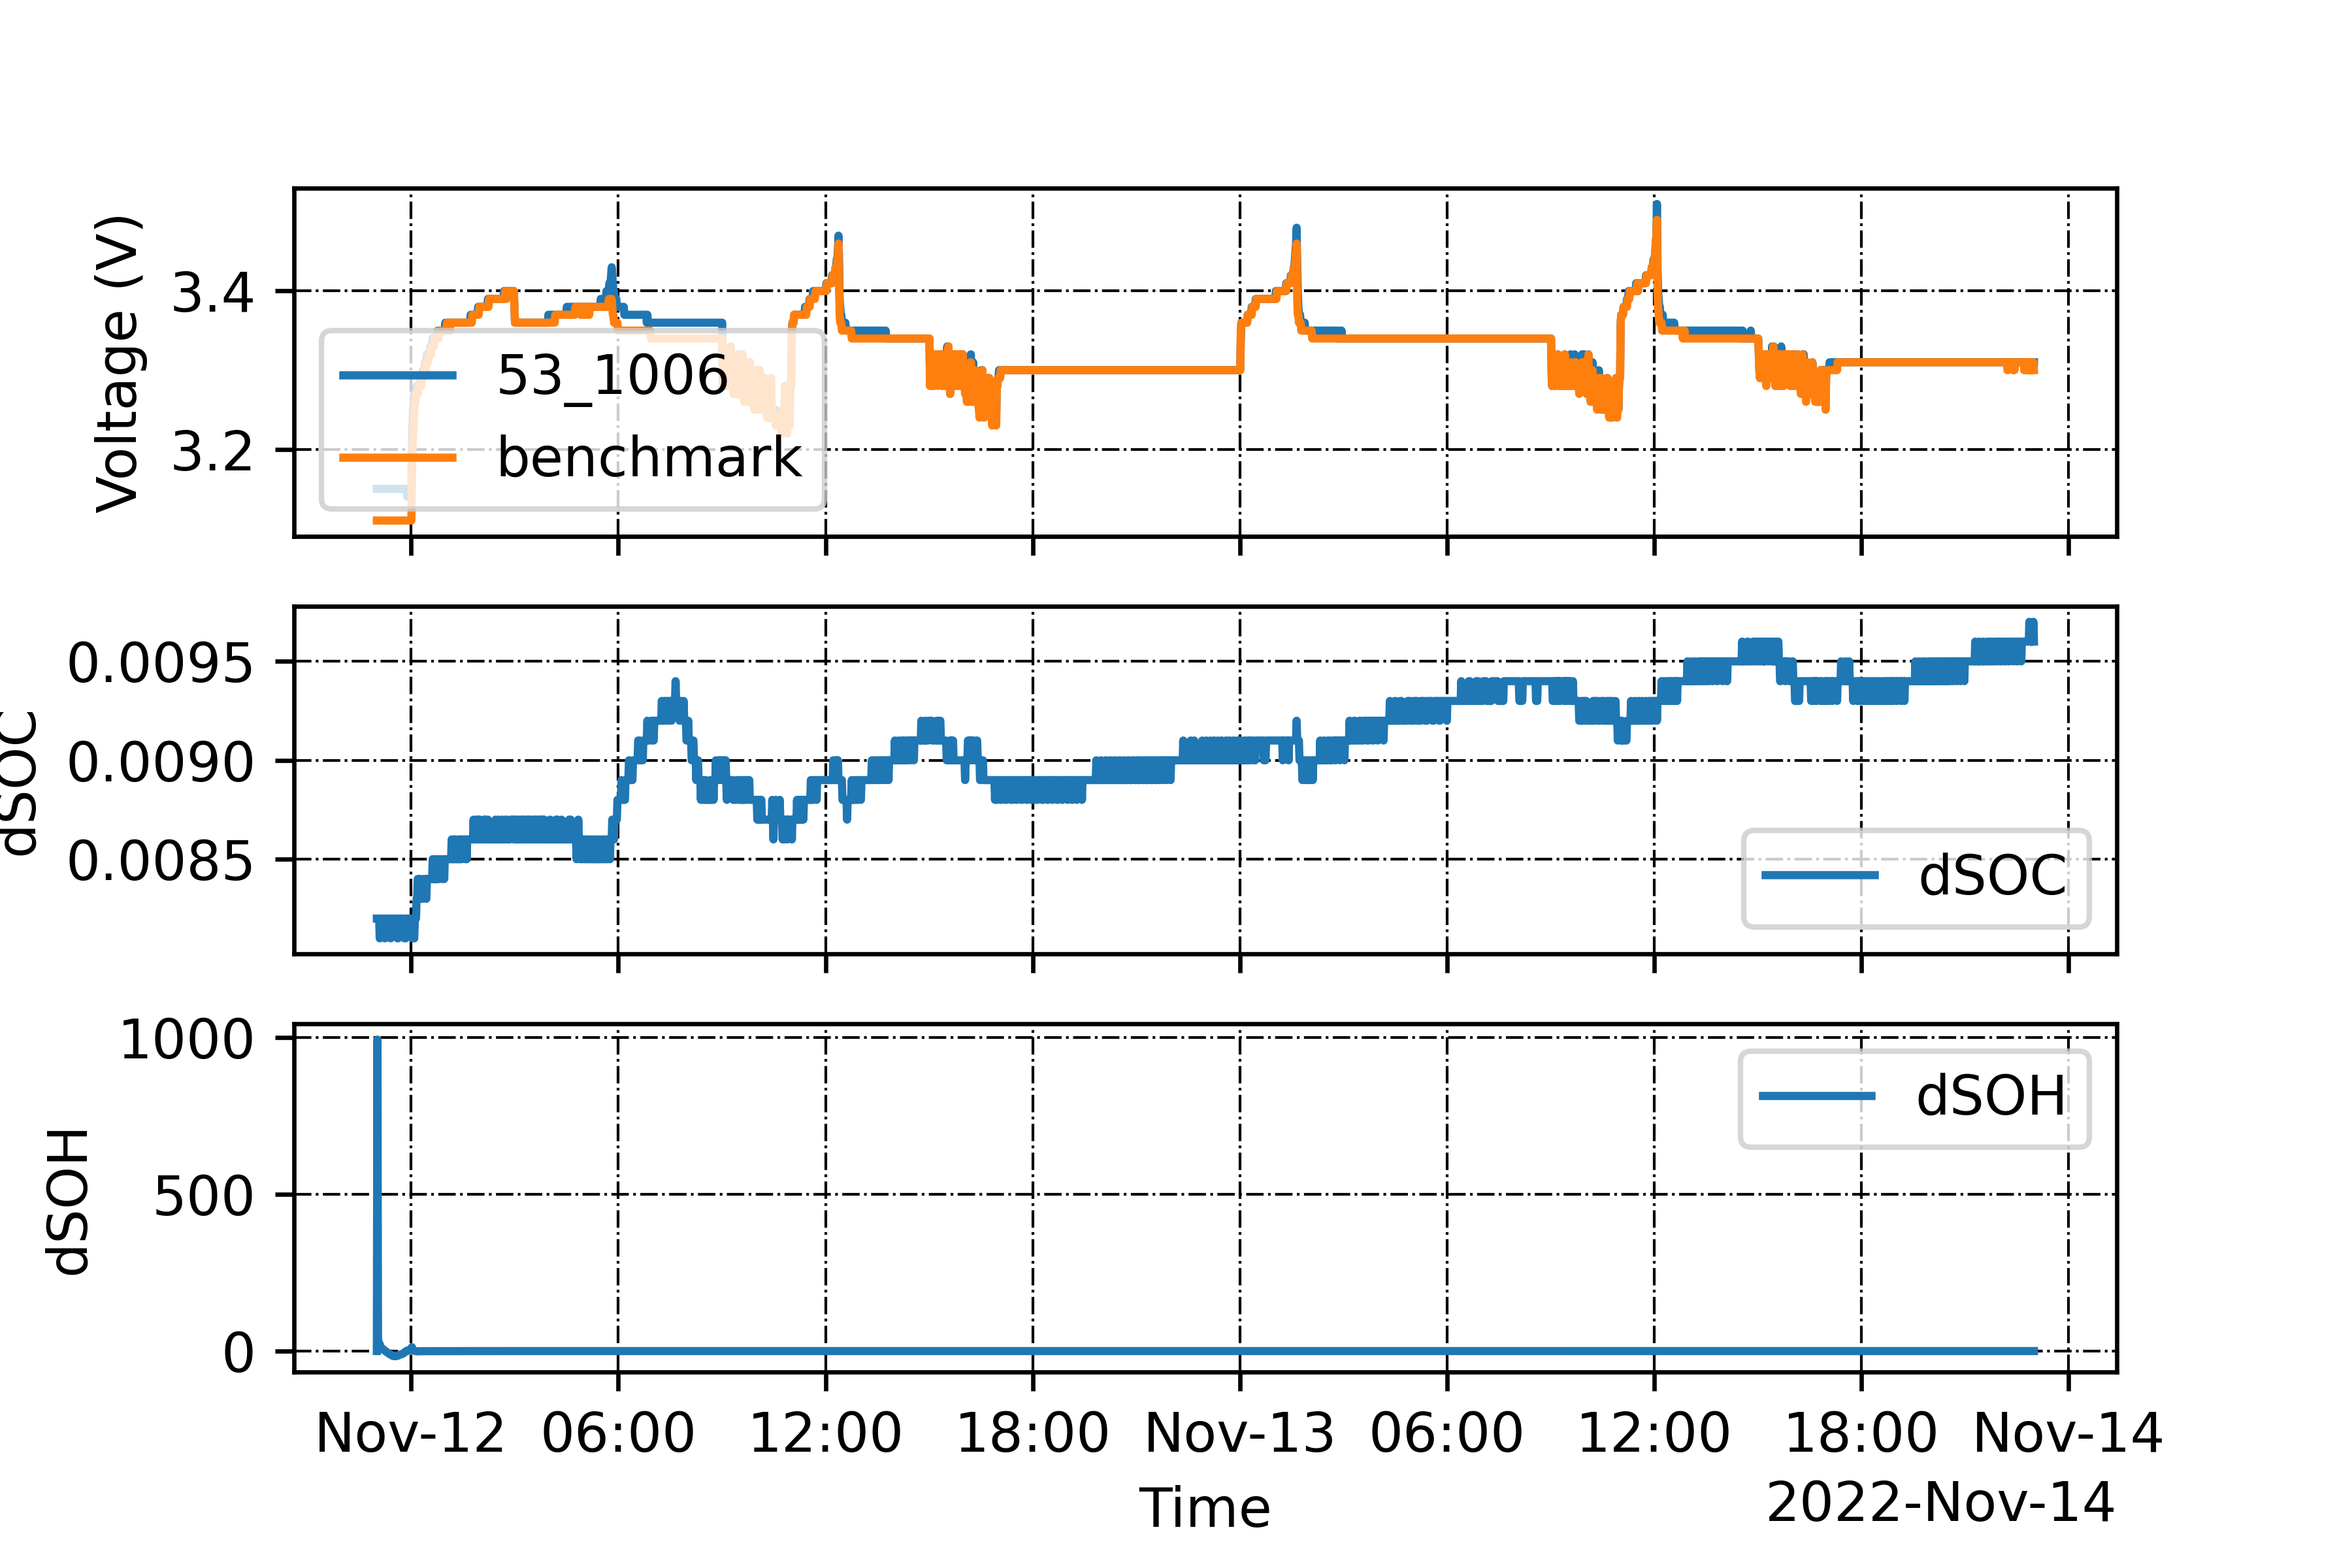 Voltage (V)
3.4
3.2
53_1006
benchmark
dSOC
0.0095
0.0090
0.0085
dSOC
dSOH
1000
500
0
dSOH
Nov-12 06:00 12:00 18:00 Nov-13 06:00 12:00 18:00 Nov-14
Time
2022-Nov-14